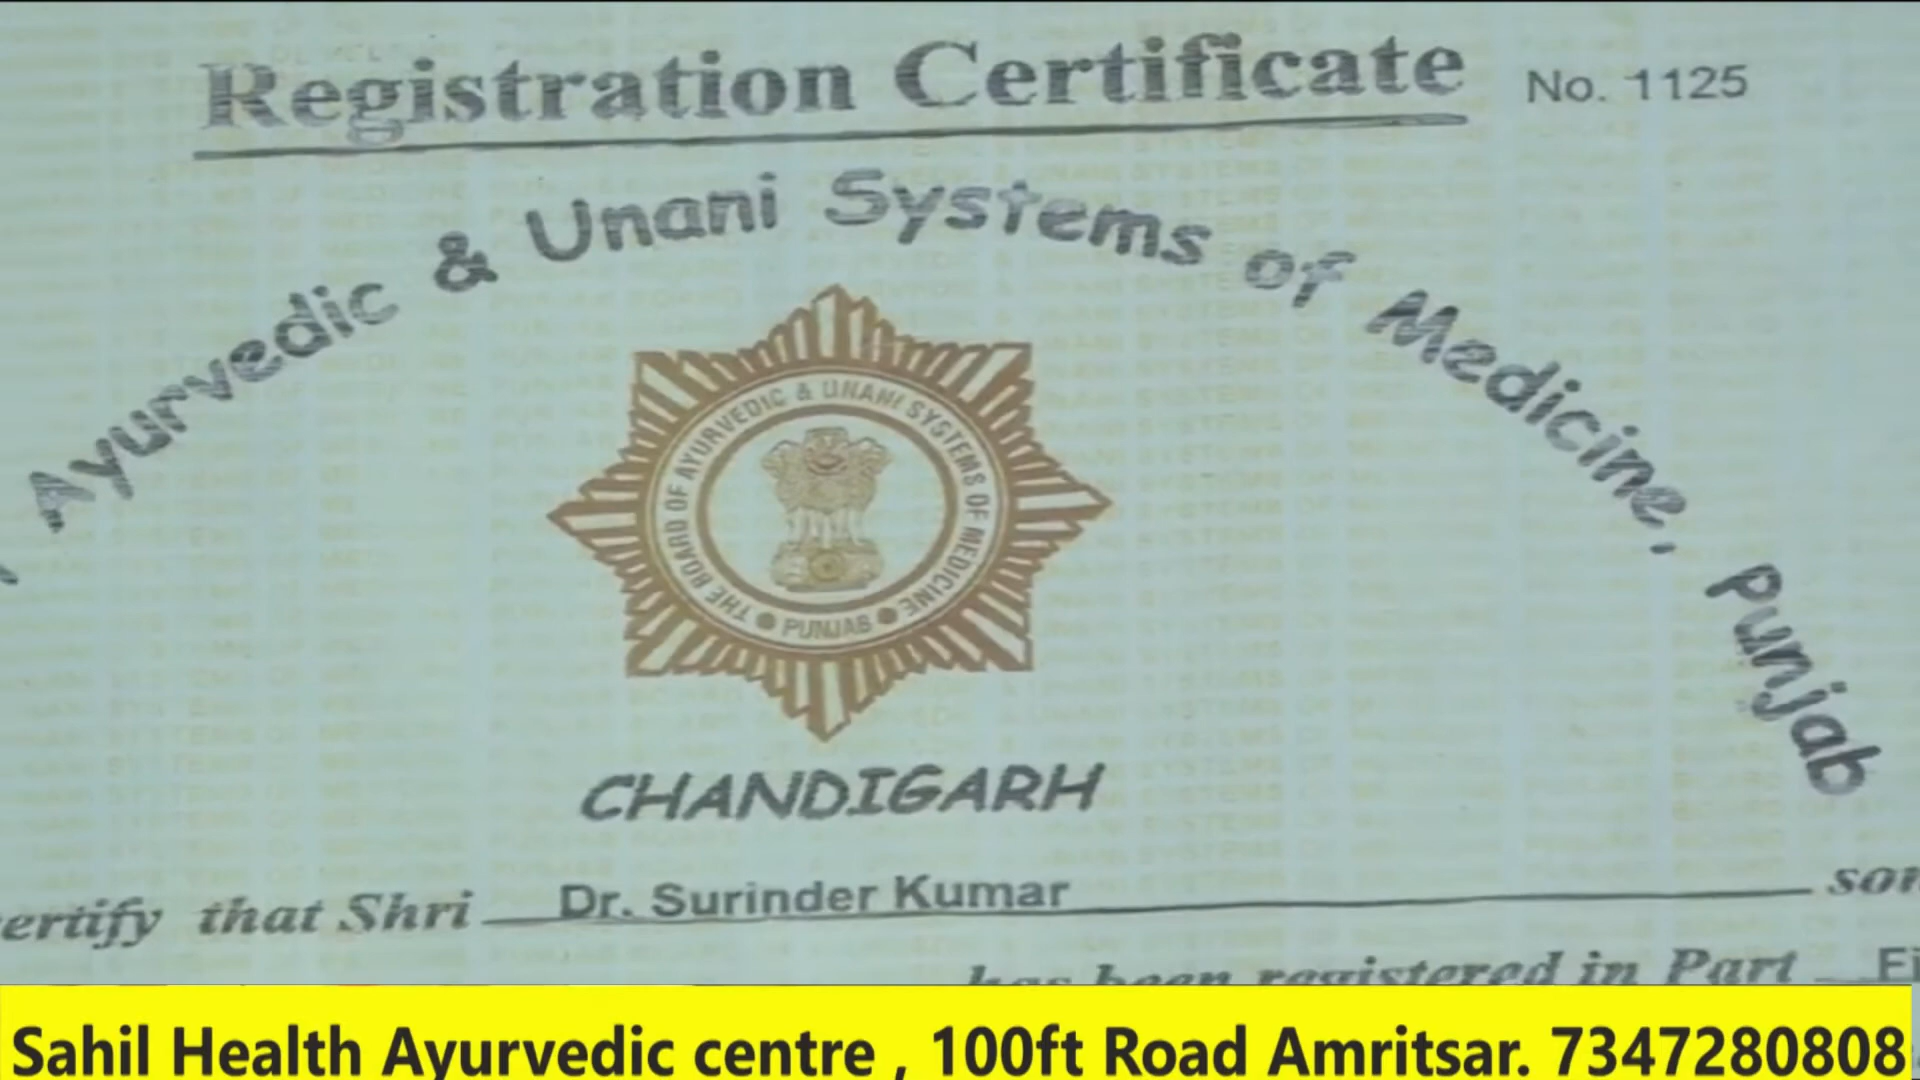 Registration Certificate No. 1125
Ayurvedic & Unani Systems of Medicine, Punjab
THE BOARD OF AYURVEDIC & UNANI SYSTEMS OF MEDICINE
PUNJAB
CHANDIGARH
that Shri Dr. Surinder Kumar
has been registered in Part
Sahil Health Ayurvedic centre , 100ft Road Amritsar. 7347280808